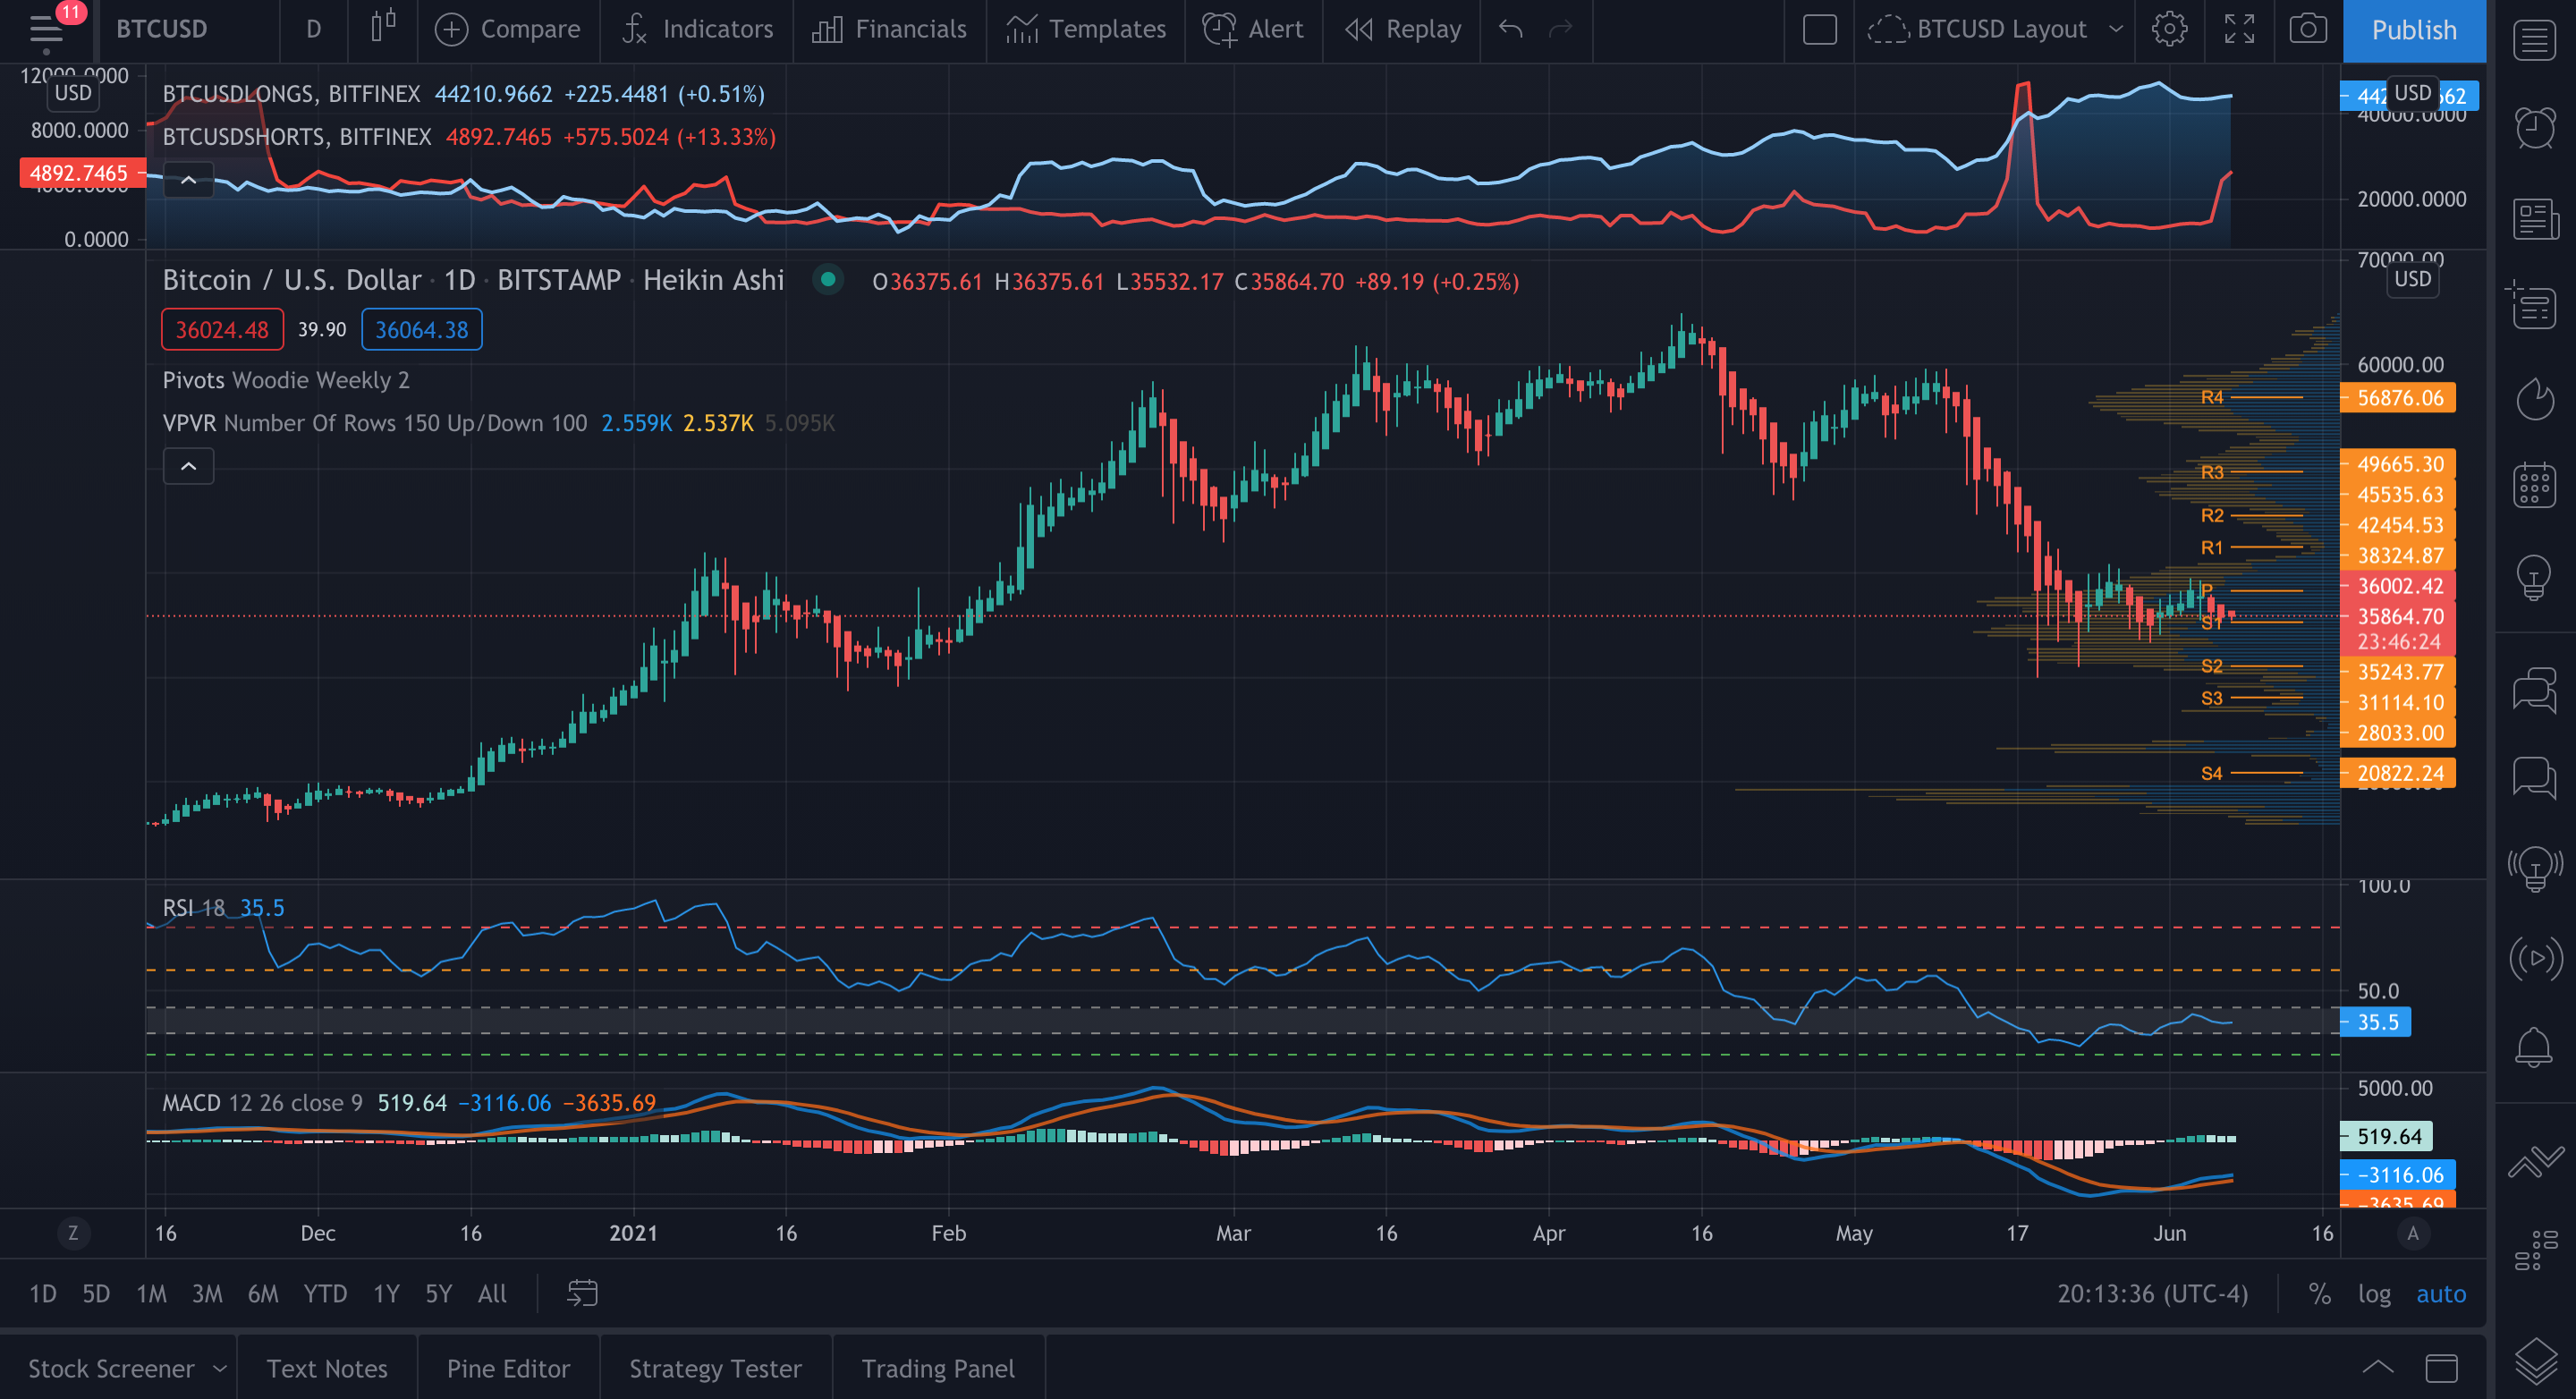 11
BTCUSD
D
Compare
Indicators
Financials
Templates
Alert
Replay
BTCUSD Layout
Publish
12000.0000
USD
8000.0000
4892.7465
0.0000
BTCUSDLONGS, BITFINEX 44210.9662 +225.4481 (+0.51%)
BTCUSDSHORTS, BITFINEX 4892.7465 +575.5024 (+13.33%)
USD
40000.0000
20000.0000
Bitcoin / U.S. Dollar · 1D · BITSTAMP · Heikin Ashi
O36375.61 H36375.61 L35532.17 C35864.70 +89.19 (+0.25%)
36024.48 39.90 36064.38
Pivots Woodie Weekly 2
VPVR Number Of Rows 150 Up/Down 100 2.559K 2.537K 5.095K
70000.00
USD
60000.00
R4
56876.06
R3
49665.30
45535.63
R2
42454.53
R1
38324.87
P
36002.42
35864.70
23:46:24
S1
S2
35243.77
S3
31114.10
28033.00
S4
20822.24
RSI 18 35.5
100.0
50.0
35.5
MACD 12 26 close 9 519.64 −3116.06 −3635.69
5000.00
519.64
−3116.06
−3635.69
Z
16
Dec
16
2021
16
Feb
Mar
16
Apr
16
May
17
Jun
16
A
1D 5D 1M 3M 6M YTD 1Y 5Y All
20:13:36 (UTC-4)
%
log
auto
Stock Screener
Text Notes
Pine Editor
Strategy Tester
Trading Panel